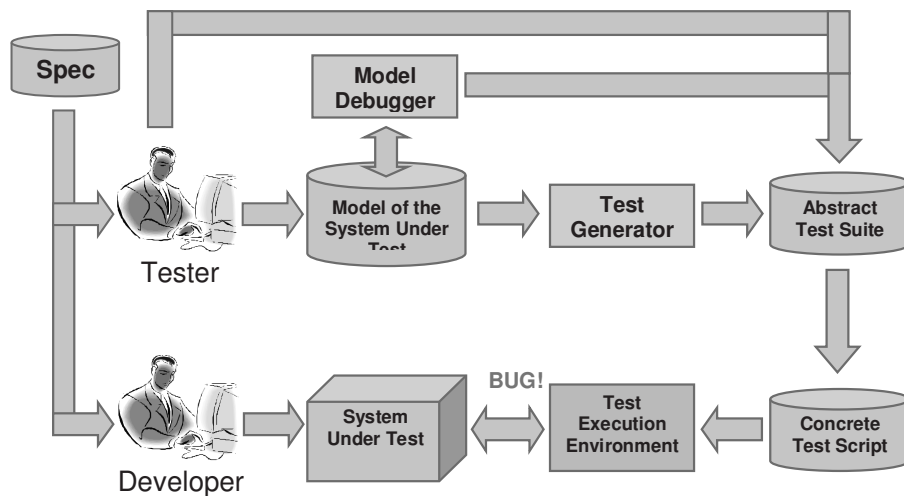 Spec
Model
Debugger
Model of the
System Under
Test
Test
Generator
Abstract
Test Suite
Tester
BUG!
System
Under Test
Test
Execution
Environment
Concrete
Test Script
Developer